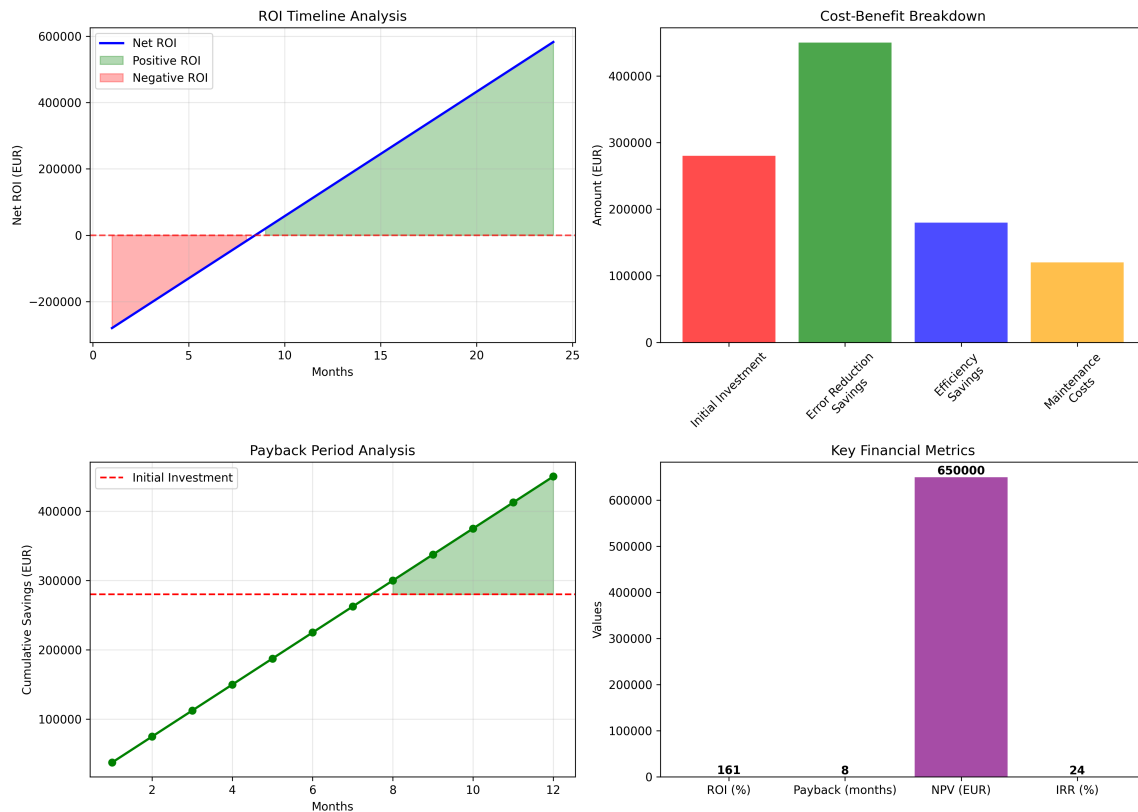 ROI Timeline Analysis
Net ROI
Positive ROI
Negative ROI
600000
400000
200000
0
−200000
Net ROI (EUR)
0
5
10
15
20
25
Months
Cost-Benefit Breakdown
400000
300000
200000
100000
0
Amount (EUR)
Initial Investment
Error Reduction
Savings
Efficiency
Savings
Maintenance
Costs
Payback Period Analysis
Initial Investment
400000
300000
200000
100000
Cumulative Savings (EUR)
2
4
6
8
10
12
Months
Key Financial Metrics
600000
500000
400000
300000
200000
100000
0
Values
161
8
650000
24
ROI (%)
Payback (months)
NPV (EUR)
IRR (%)